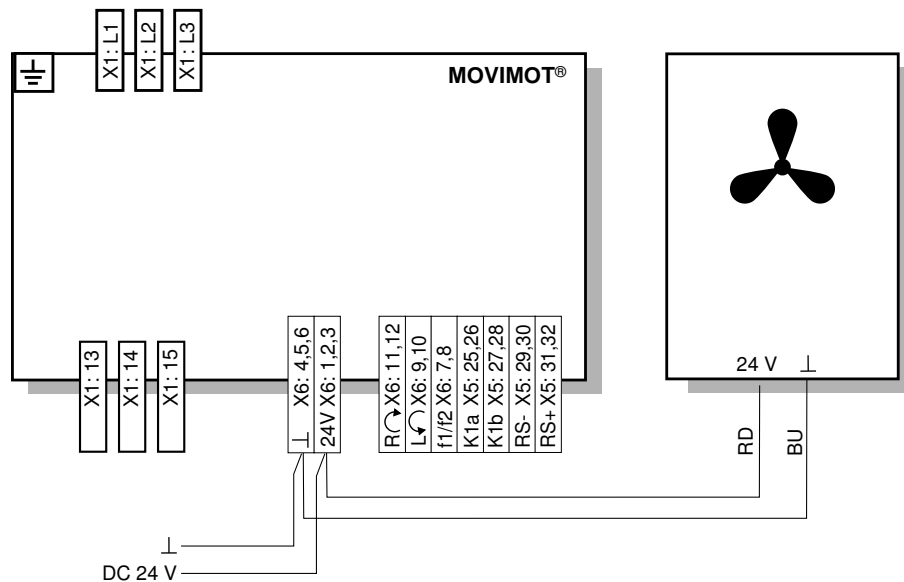 X1: L1
X1: L2
X1: L3
MOVIMOT®
X1: 13
X1: 14
X1: 15
⊥ X6: 4,5,6
24V X6: 1,2,3
R X6: 11,12
L X6: 9,10
f1/f2 X6: 7,8
K1a X5: 25,26
K1b X5: 27,28
RS- X5: 29,30
RS+ X5: 31,32
24 V ⊥
RD
BU
⊥
DC 24 V